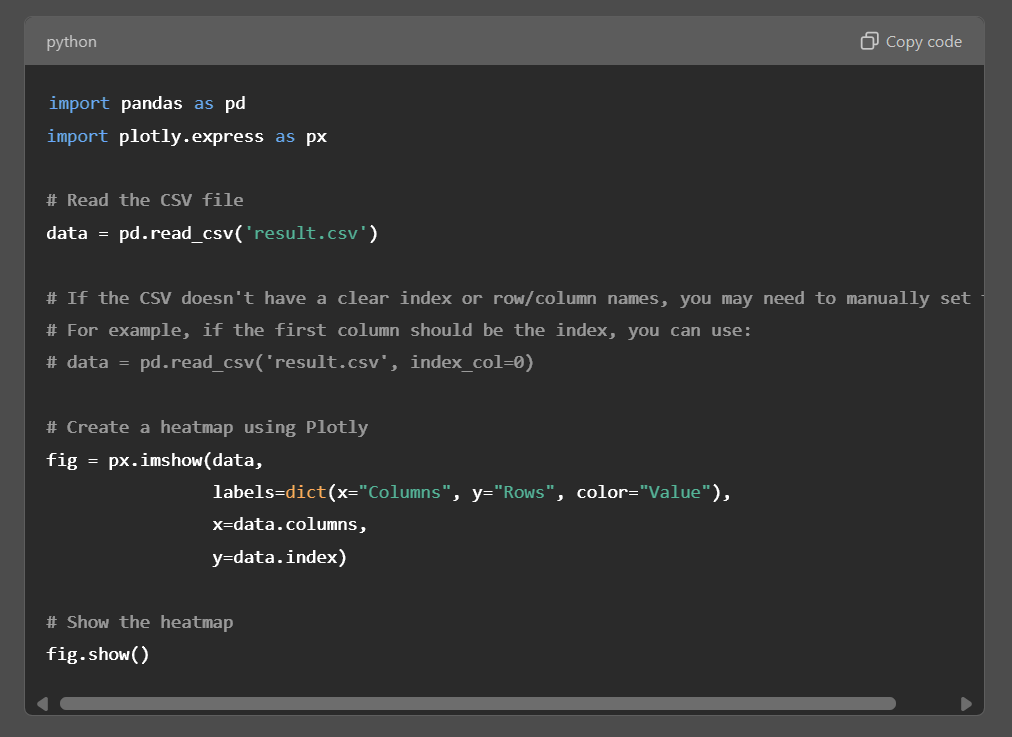 python
Copy code
import pandas as pd
import plotly.express as px
# Read the CSV file
data = pd.read_csv('result.csv')
# If the CSV doesn't have a clear index or row/column names, you may need to manually set
# For example, if the first column should be the index, you can use:
# data = pd.read_csv('result.csv', index_col=0)
# Create a heatmap using Plotly
fig = px.imshow(data,
labels=dict(x="Columns", y="Rows", color="Value"),
x=data.columns,
y=data.index)
# Show the heatmap
fig.show()